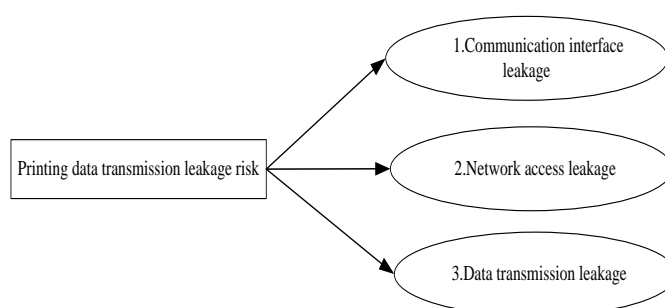 1.Communication interface
leakage
Printing data transmission leakage risk
2.Network access leakage
3.Data transmission leakage